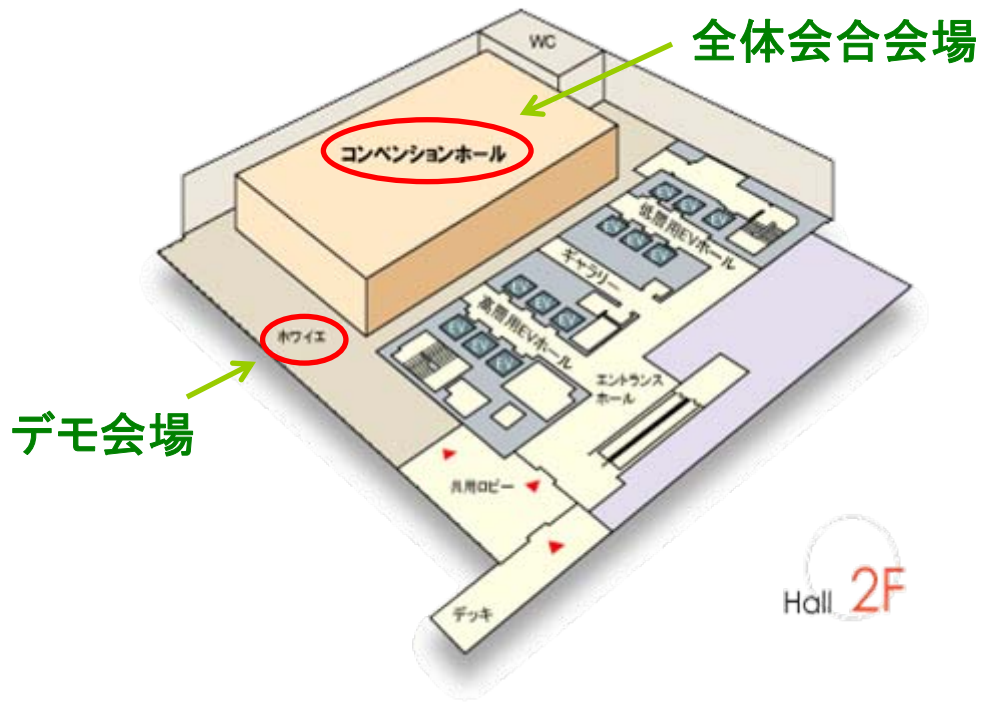 WC
全体会合会場
コンベンションホール
低層用EVホール
ギャラリー
高層用EVホール
ホワイエ
エントランス
ホール
デモ会場
共用ロビー
デッキ
Hall 2F